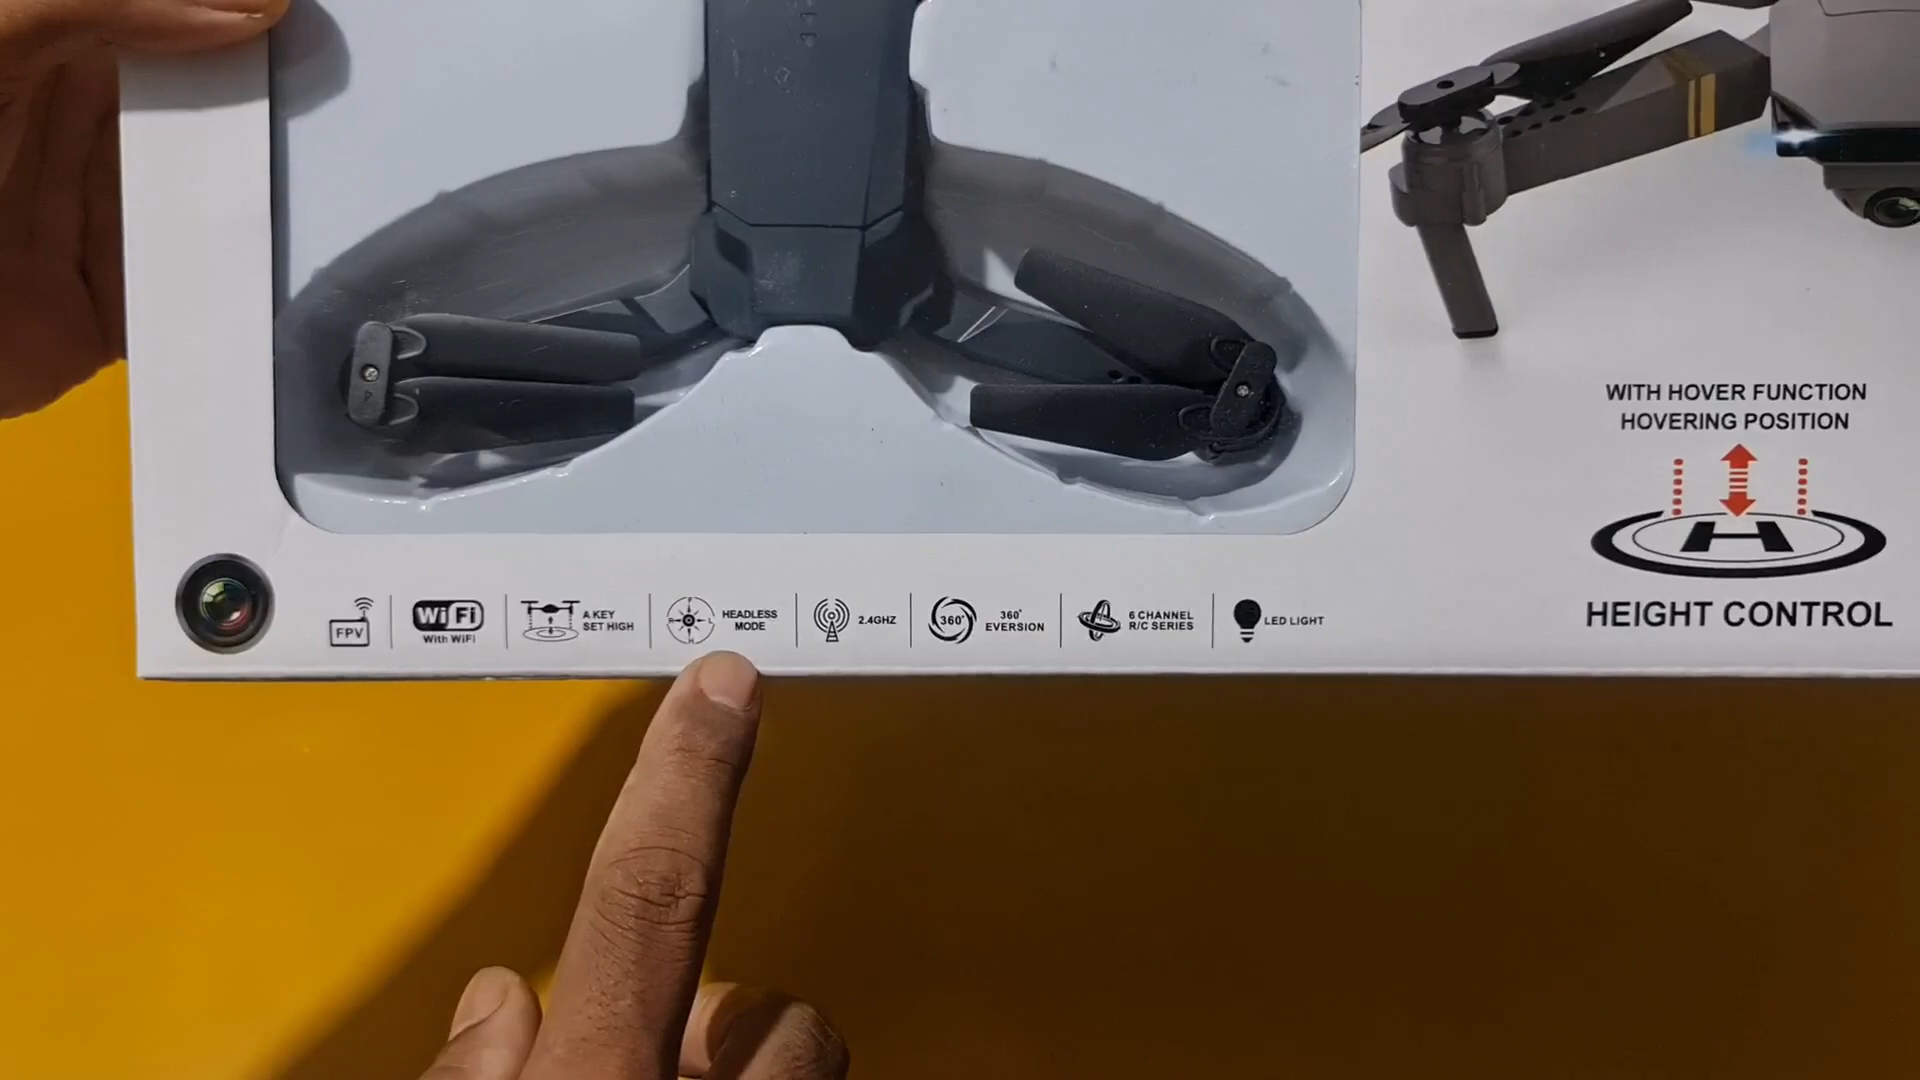 WITH HOVER FUNCTION
HOVERING POSITION
H
HEIGHT CONTROL
FPV
WiFi
With WiFi
A KEY
SET HIGH
HEADLESS
MODE
2.4GHZ
360°
360°
EVERSION
6 CHANNEL
R/C SERIES
LED LIGHT